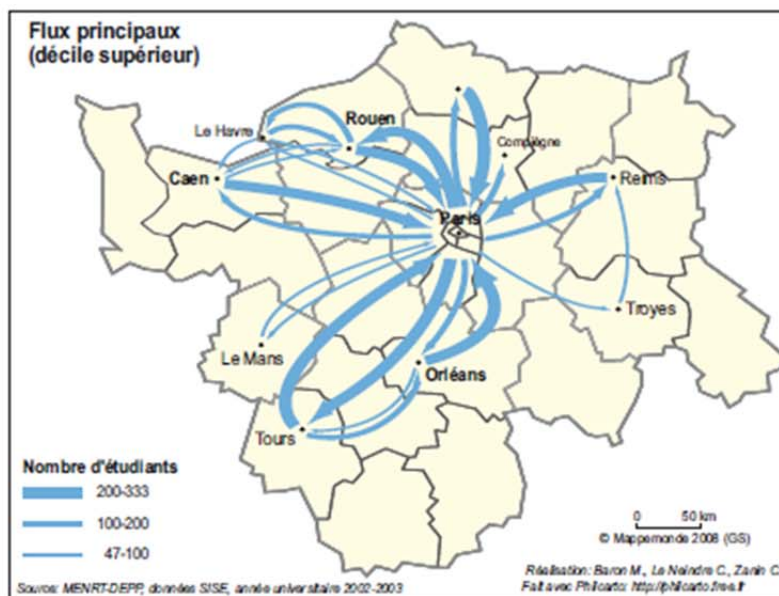 Flux principaux
(décile supérieur)
Le Havre
Rouen
Compiègne
Caen
Reims
Paris
Troyes
Le Mans
Orléans
Tours
Nombre d'étudiants
200-333
100-200
47-100
0 50 km
© Mappemonde 2008 (GS)
Réalisation: Baron M., Le Neindre C., Zanin C.
Source: MENRT-DEPP, données SISE, année universitaire 2002-2003
Fait avec Philcarto: http://philcarto.free.fr